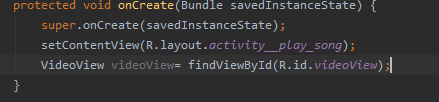 protected void onCreate(Bundle savedInstanceState) {
super.onCreate(savedInstanceState);
setContentView(R.layout.activity__play_song);
VideoView videoView= findViewById(R.id.videoView);
}